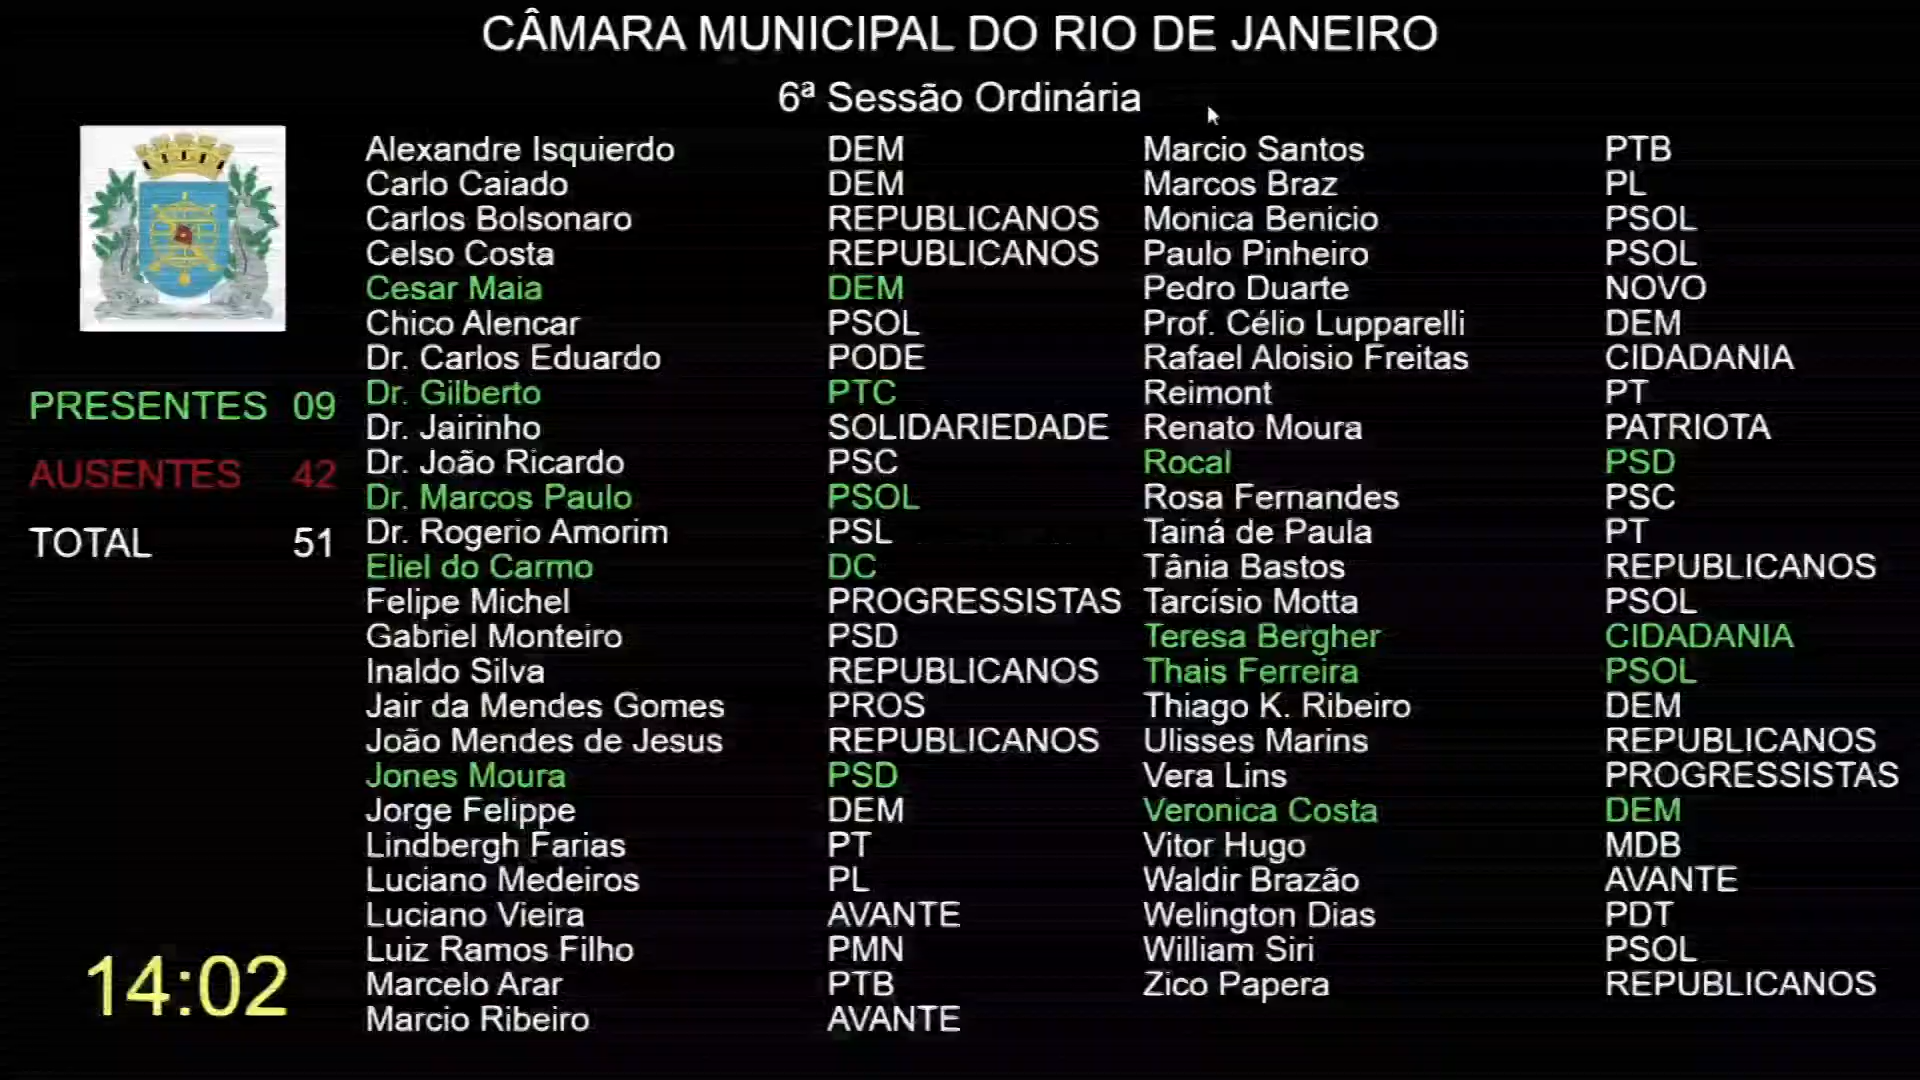 CÂMARA MUNICIPAL DO RIO DE JANEIRO
6ª Sessão Ordinária
PRESENTES 09
AUSENTES 42
TOTAL 51
14:02
Alexandre Isquierdo DEM
Carlo Caiado DEM
Carlos Bolsonaro REPUBLICANOS
Celso Costa REPUBLICANOS
Cesar Maia DEM
Chico Alencar PSOL
Dr. Carlos Eduardo PODE
Dr. Gilberto PTC
Dr. Jairinho SOLIDARIEDADE
Dr. João Ricardo PSC
Dr. Marcos Paulo PSOL
Dr. Rogerio Amorim PSL
Eliel do Carmo DC
Felipe Michel PROGRESSISTAS
Gabriel Monteiro PSD
Inaldo Silva REPUBLICANOS
Jair da Mendes Gomes PROS
João Mendes de Jesus REPUBLICANOS
Jones Moura PSD
Jorge Felippe DEM
Lindbergh Farias PT
Luciano Medeiros PL
Luciano Vieira AVANTE
Luiz Ramos Filho PMN
Marcelo Arar PTB
Marcio Ribeiro AVANTE
Marcio Santos PTB
Marcos Braz PL
Monica Benicio PSOL
Paulo Pinheiro PSOL
Pedro Duarte NOVO
Prof. Célio Lupparelli DEM
Rafael Aloisio Freitas CIDADANIA
Reimont PT
Renato Moura PATRIOTA
Rocal PSD
Rosa Fernandes PSC
Tainá de Paula PT
Tânia Bastos REPUBLICANOS
Tarcísio Motta PSOL
Teresa Bergher CIDADANIA
Thais Ferreira PSOL
Thiago K. Ribeiro DEM
Ulisses Marins REPUBLICANOS
Vera Lins PROGRESSISTAS
Veronica Costa DEM
Vitor Hugo MDB
Waldir Brazão AVANTE
Welington Dias PDT
William Siri PSOL
Zico Papera REPUBLICANOS